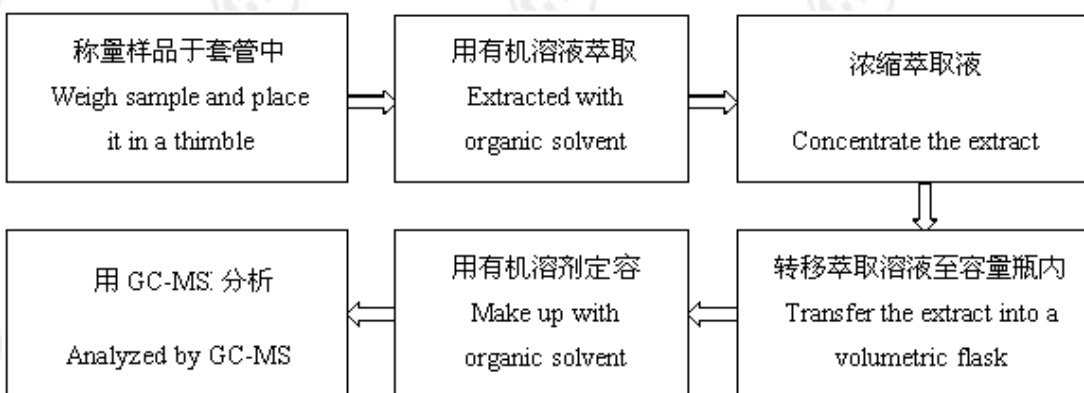 称量样品于套管中
Weigh sample and place
it in a thimble
用有机溶液萃取
Extracted with
organic solvent
浓缩萃取液
Concentrate the extract
转移萃取溶液至容量瓶内
Transfer the extract into a
volumetric flask
用有机溶剂定容
Make up with
organic solvent
用 GC-MS 分析
Analyzed by GC-MS